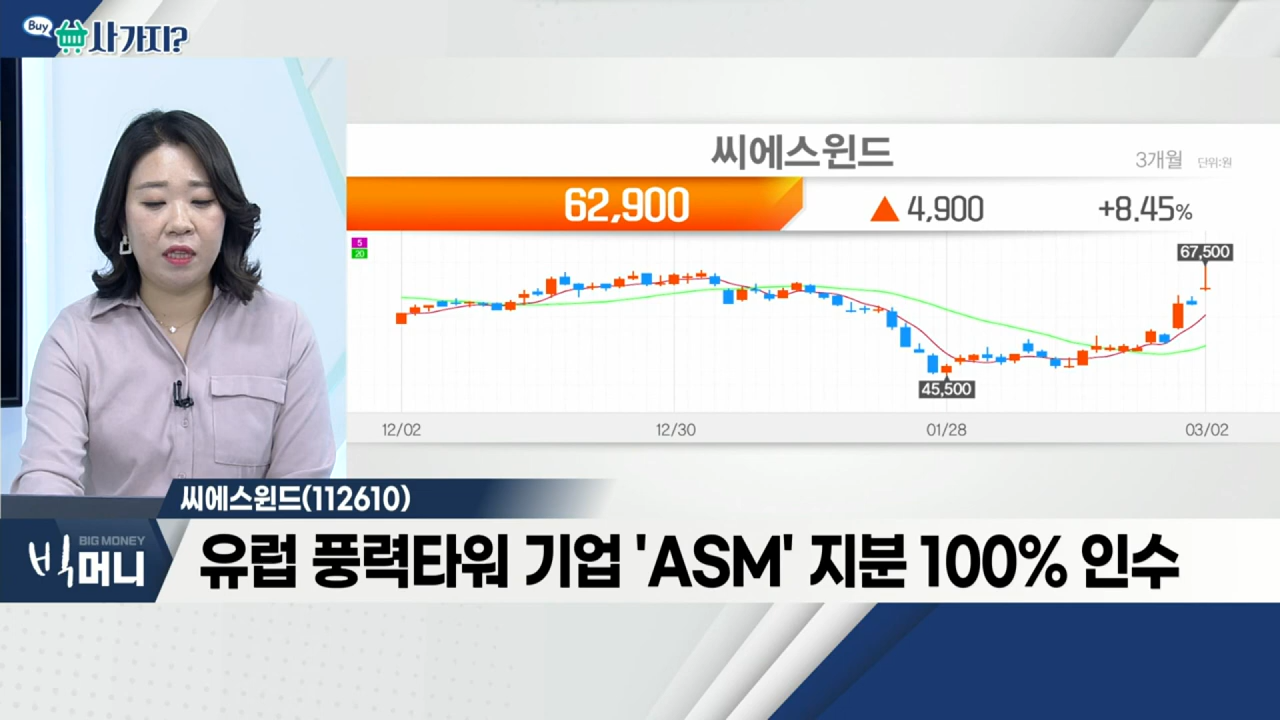 Buy
사가지?
씨에스윈드
3개월 단위:원
62,900 ▲ 4,900 +8.45%
5
20
67,500
45,500
12/02 12/30 01/28 03/02
씨에스윈드(112610)
빅머니 BIG MONEY
유럽 풍력타워 기업 'ASM' 지분 100% 인수